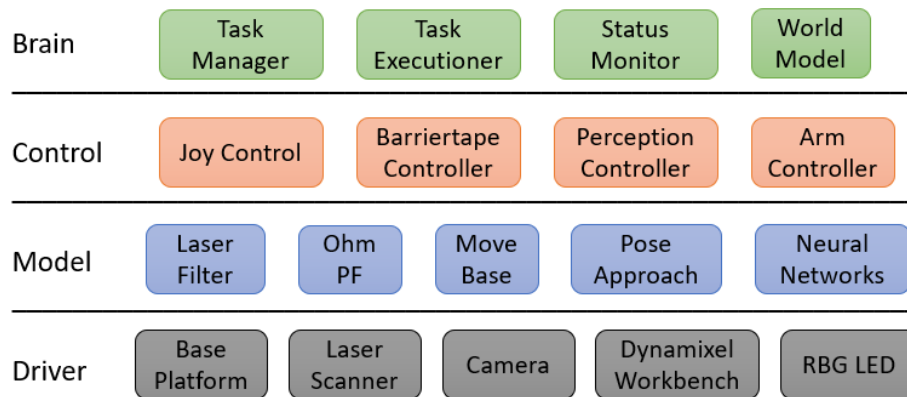 Brain
Task
Manager
Task
Executioner
Status
Monitor
World
Model
Control
Joy Control
Barriertape
Controller
Perception
Controller
Arm
Controller
Model
Laser
Filter
Ohm
PF
Move
Base
Pose
Approach
Neural
Networks
Driver
Base
Platform
Laser
Scanner
Camera
Dynamixel
Workbench
RBG LED